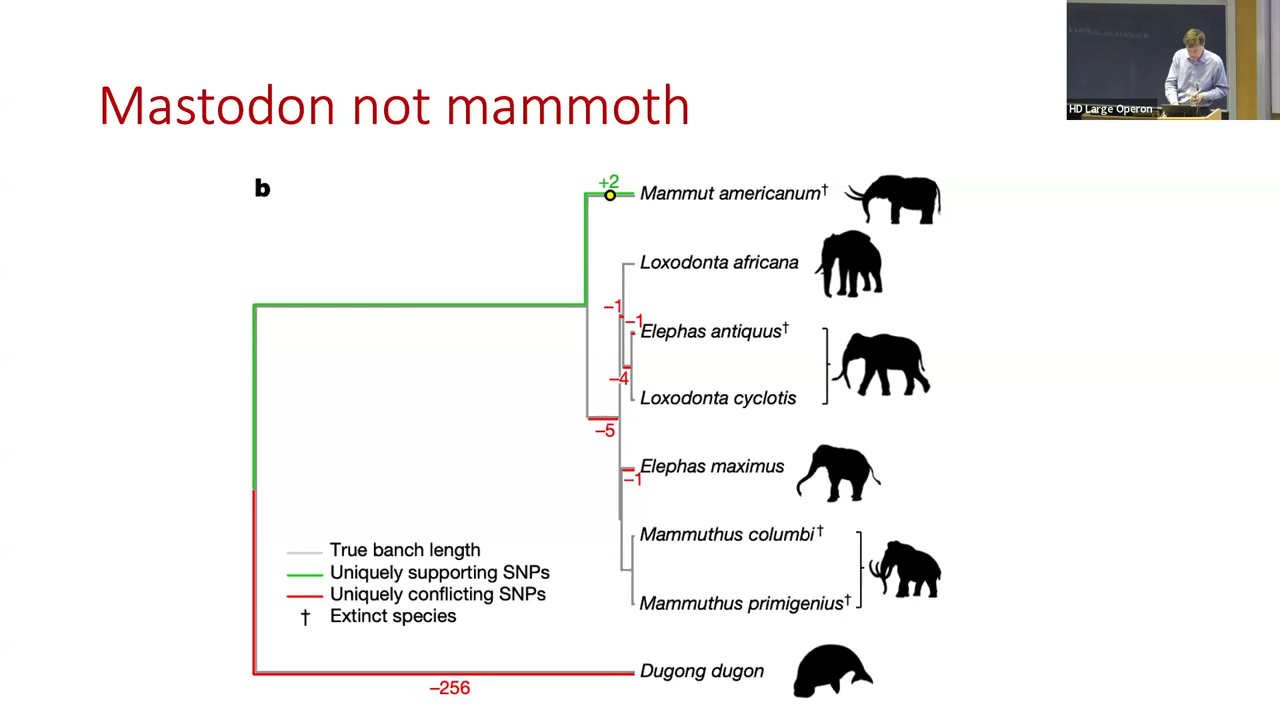 Mastodon not mammoth
HD Large Operon
b
+2
Mammut americanum†
Loxodonta africana
−1
−1
Elephas antiquus†
−4
Loxodonta cyclotis
−5
Elephas maximus
−1
Mammuthus columbi†
Mammuthus primigenius†
True banch length
Uniquely supporting SNPs
Uniquely conflicting SNPs
† Extinct species
Dugong dugon
−256